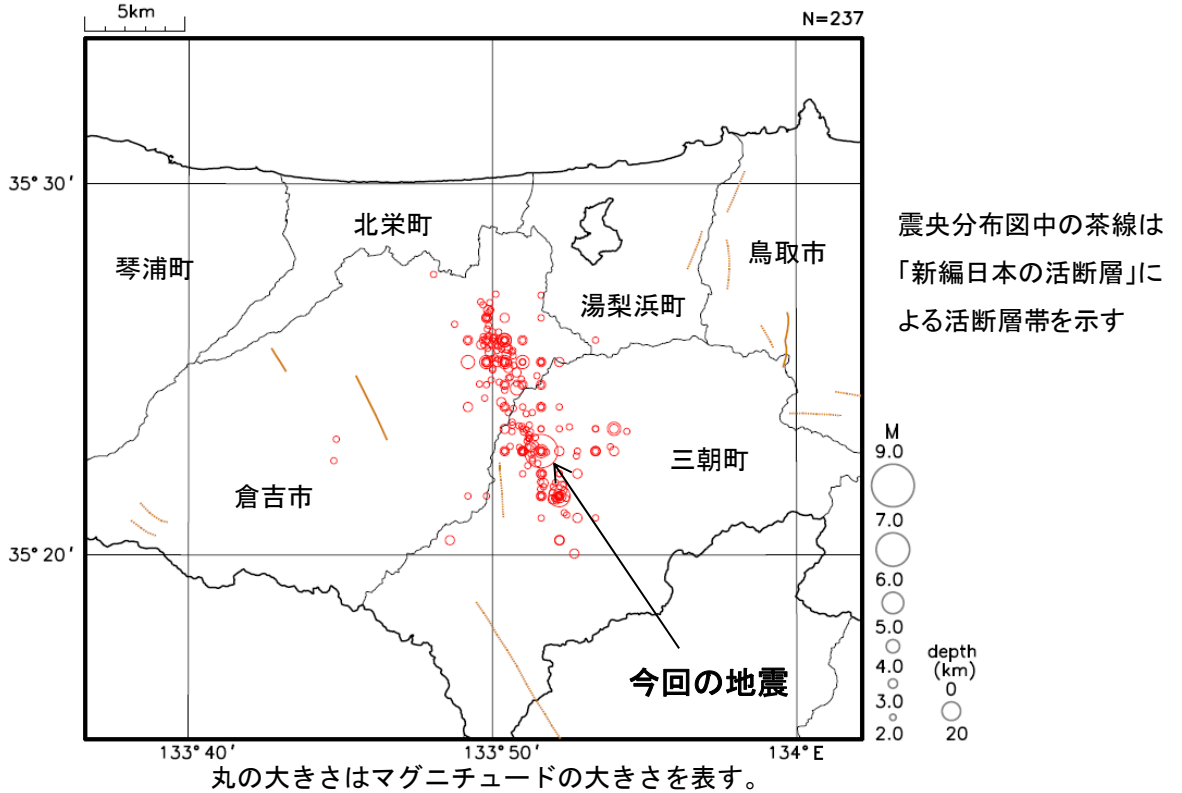 5km
N=237
35°30′
北栄町
琴浦町
鳥取市
湯梨浜町
震央分布図中の茶線は
「新編日本の活断層」に
よる活断層帯を示す
三朝町
倉吉市
35°20′
今回の地震
M
9.0
7.0
6.0
5.0
4.0
3.0
2.0
depth
(km)
0
20
133°40′
133°50′
134°E
丸の大きさはマグニチュードの大きさを表す。